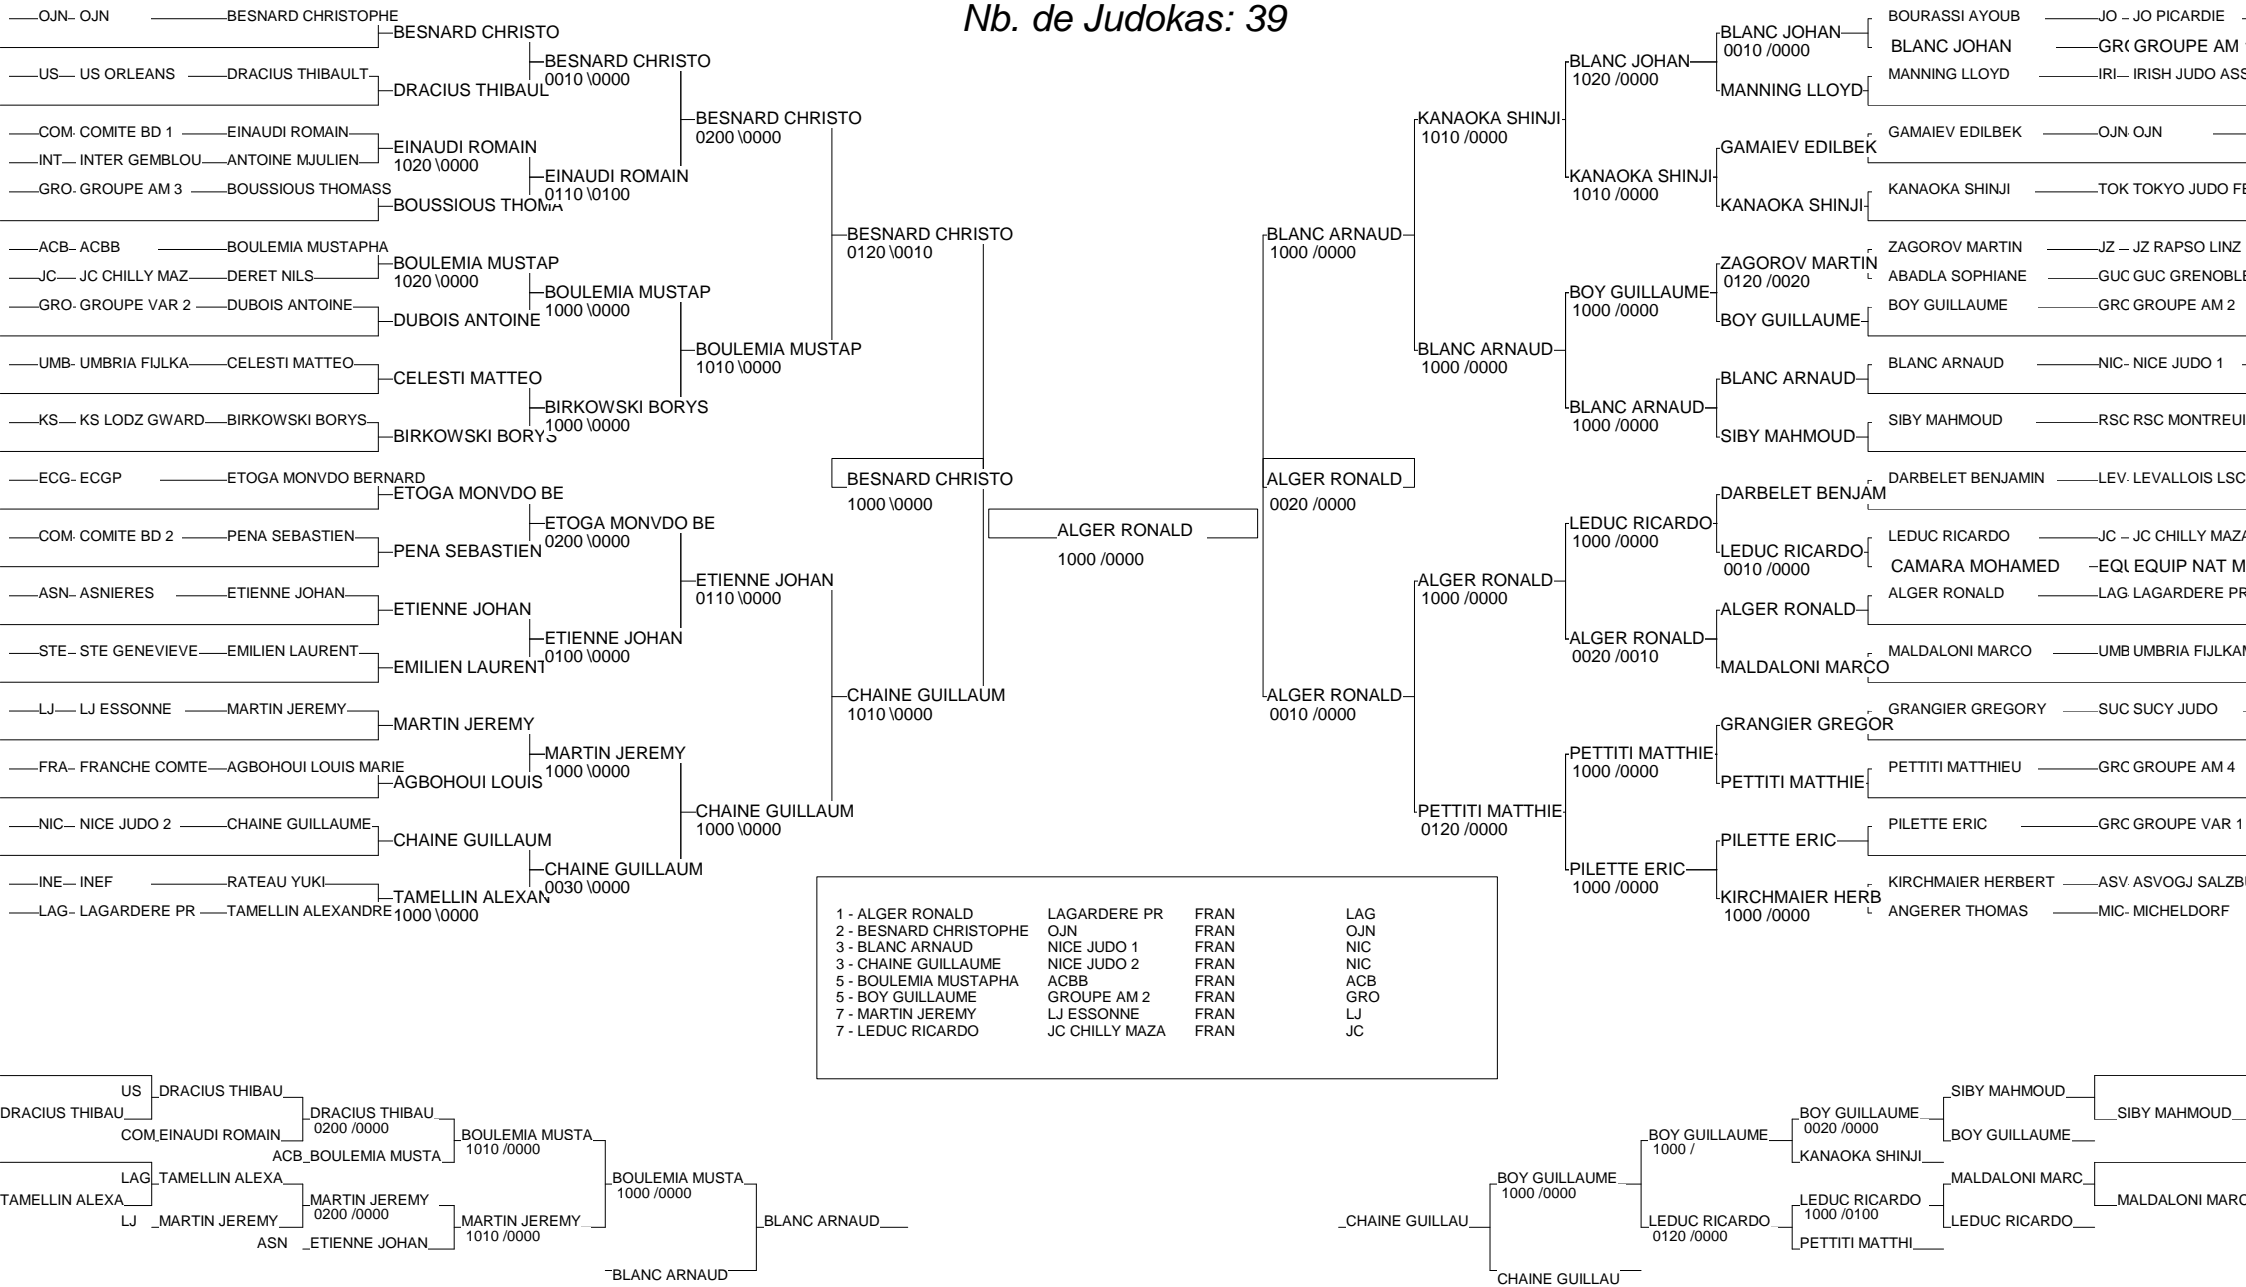 Nb. de Judokas: 39
OJN OJN BESNARD CHRISTOPHE
US US ORLEANS DRACIUS THIBAULT
COM COMITE BD 1 EINAUDI ROMAIN
INT INTER GEMBLOU ANTOINE MJULIEN
GRO GROUPE AM 3 BOUSSIOUS THOMASS
ACB ACBB BOULEMIA MUSTAPHA
JC JC CHILLY MAZ DERET NILS
GRO GROUPE VAR 2 DUBOIS ANTOINE
UMB UMBRIA FIJLKA CELESTI MATTEO
KS KS LODZ GWARD BIRKOWSKI BORYS
ECG ECGP ETOGA MONVDO BERNARD
COM COMITE BD 2 PENA SEBASTIEN
ASN ASNIERES ETIENNE JOHAN
STE STE GENEVIEVE EMILIEN LAURENT
LJ LJ ESSONNE MARTIN JEREMY
FRA FRANCHE COMTE AGBOHOUI LOUIS MARIE
NIC NICE JUDO 2 CHAINE GUILLAUME
INE INEF RATEAU YUKI
LAG LAGARDERE PR TAMELLIN ALEXANDRE
BESNARD CHRISTO
DRACIUS THIBAUL
EINAUDI ROMAIN
1020 \0000
BOUSSIOUS THOMA
BOULEMIA MUSTAP
1020 \0000
DUBOIS ANTOINE
CELESTI MATTEO
BIRKOWSKI BORYS
ETOGA MONVDO BE
PENA SEBASTIEN
ETIENNE JOHAN
EMILIEN LAURENT
MARTIN JEREMY
AGBOHOUI LOUIS
CHAINE GUILLAUM
TAMELLIN ALEXAN
1000 \0000
BESNARD CHRISTO
0010 \0000
EINAUDI ROMAIN
0110 \0100
BOULEMIA MUSTAP
1000 \0000
BIRKOWSKI BORYS
1000 \0000
ETOGA MONVDO BE
0200 \0000
ETIENNE JOHAN
0100 \0000
MARTIN JEREMY
1000 \0000
CHAINE GUILLAUM
0030 \0000
BESNARD CHRISTO
0200 \0000
BOULEMIA MUSTAP
1010 \0000
ETIENNE JOHAN
0110 \0000
CHAINE GUILLAUM
1000 \0000
BESNARD CHRISTO
0120 \0010
CHAINE GUILLAUM
1010 \0000
BESNARD CHRISTO
1000 \0000
ALGER RONALD
1000 /0000
ALGER RONALD
0020 /0000
BLANC ARNAUD
1000 /0000
ALGER RONALD
0010 /0000
KANAOKA SHINJI
1010 /0000
BLANC ARNAUD
1000 /0000
ALGER RONALD
1000 /0000
PETTITI MATTHIE
0120 /0000
BLANC JOHAN
1020 /0000
KANAOKA SHINJI
1010 /0000
BOY GUILLAUME
1000 /0000
BLANC ARNAUD
1000 /0000
LEDUC RICARDO
1000 /0000
ALGER RONALD
0020 /0010
PETTITI MATTHIE
1000 /0000
PILETTE ERIC
1000 /0000
BLANC JOHAN
0010 /0000
MANNING LLOYD
GAMAIEV EDILBEK
KANAOKA SHINJI
ZAGOROV MARTIN
0120 /0020
BOY GUILLAUME
BLANC ARNAUD
SIBY MAHMOUD
DARBELET BENJAM
LEDUC RICARDO
0010 /0000
ALGER RONALD
MALDALONI MARCO
GRANGIER GREGOR
PETTITI MATTHIE
PILETTE ERIC
KIRCHMAIER HERB
1000 /0000
BOURASSI AYOUB JO JO PICARDIE
BLANC JOHAN GR GROUPE AM
MANNING LLOYD IRI IRISH JUDO ASS
GAMAIEV EDILBEK OJN OJN
KANAOKA SHINJI TOK TOKYO JUDO FE
ZAGOROV MARTIN JZ JZ RAPSO LINZ
ABADLA SOPHIANE GUC GUC GRENOBLE
BOY GUILLAUME GRO GROUPE AM 2
BLANC ARNAUD NIC NICE JUDO 1
SIBY MAHMOUD RSC RSC MONTREUI
DARBELET BENJAMIN LEV LEVALLOIS LSC
LEDUC RICARDO JC JC CHILLY MAZA
CAMARA MOHAMED EQU EQUIP NAT M
ALGER RONALD LAG LAGARDERE PR
MALDALONI MARCO UMB UMBRIA FIJLKAM
GRANGIER GREGORY SUC SUCY JUDO
PETTITI MATTHIEU GRO GROUPE AM 4
PILETTE ERIC GRO GROUPE VAR 1
KIRCHMAIER HERBERT ASV ASVOGJ SALZBU
ANGERER THOMAS MIC MICHELDORF
1 - ALGER RONALD LAGARDERE PR FRAN LAG
2 - BESNARD CHRISTOPHE OJN FRAN OJN
3 - BLANC ARNAUD NICE JUDO 1 FRAN NIC
3 - CHAINE GUILLAUME NICE JUDO 2 FRAN NIC
5 - BOULEMIA MUSTAPHA ACBB FRAN ACB
5 - BOY GUILLAUME GROUPE AM 2 FRAN GRO
7 - MARTIN JEREMY LJ ESSONNE FRAN LJ
7 - LEDUC RICARDO JC CHILLY MAZA FRAN JC
DRACIUS THIBAU
TAMELLIN ALEXA
US DRACIUS THIBAU
COM EINAUDI ROMAIN
LAG TAMELLIN ALEXA
LJ MARTIN JEREMY
DRACIUS THIBAU
0200 /0000
ACB BOULEMIA MUSTA
MARTIN JEREMY
0200 /0000
ASN ETIENNE JOHAN
BOULEMIA MUSTA
1010 /0000
MARTIN JEREMY
1010 /0000
BOULEMIA MUSTA
1000 /0000
BLANC ARNAUD
BLANC ARNAUD
CHAINE GUILLAU
BOY GUILLAUME
1000 /0000
CHAINE GUILLAU
BOY GUILLAUME
1000 /
LEDUC RICARDO
0120 /0000
BOY GUILLAUME
0020 /0000
KANAOKA SHINJI
LEDUC RICARDO
1000 /0100
PETTITI MATTHI
SIBY MAHMOUD
BOY GUILLAUME
MALDALONI MARC
LEDUC RICARDO
SIBY MAHMOUD
MALDALONI MARC